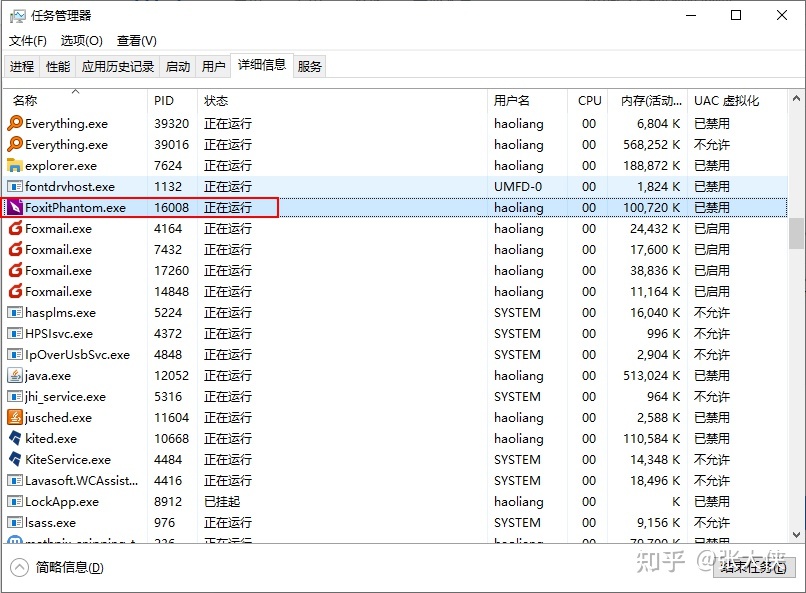 任务管理器
文件(F) 选项(O) 查看(V)
进程 性能 应用历史记录 启动 用户 详细信息 服务
名称 PID 状态 用户名 CPU 内存(活动... UAC 虚拟化
Everything.exe 39320 正在运行 haoliang 00 6,804 K 已禁用
Everything.exe 39016 正在运行 haoliang 00 568,252 K 不允许
explorer.exe 7624 正在运行 haoliang 00 188,872 K 已禁用
fontdrvhost.exe 1132 正在运行 UMFD-0 00 1,824 K 已禁用
FoxitPhantom.exe 16008 正在运行 haoliang 00 100,720 K 已禁用
Foxmail.exe 4164 正在运行 haoliang 00 24,432 K 已启用
Foxmail.exe 7432 正在运行 haoliang 00 17,600 K 已启用
Foxmail.exe 17260 正在运行 haoliang 00 38,836 K 已启用
Foxmail.exe 14848 正在运行 haoliang 00 11,164 K 已启用
hasplms.exe 5224 正在运行 SYSTEM 00 16,040 K 不允许
HPSIsvc.exe 4372 正在运行 SYSTEM 00 996 K 不允许
IpOverUsbSvc.exe 4848 正在运行 SYSTEM 00 2,904 K 不允许
java.exe 12052 正在运行 haoliang 00 513,024 K 已禁用
jhi_service.exe 5316 正在运行 SYSTEM 00 964 K 不允许
jusched.exe 11604 正在运行 haoliang 00 2,588 K 已禁用
kited.exe 10668 正在运行 haoliang 00 110,584 K 已禁用
KiteService.exe 4484 正在运行 SYSTEM 00 14,348 K 不允许
Lavasoft.WCAssist... 4416 正在运行 SYSTEM 00 18,496 K 不允许
LockApp.exe 8912 已挂起 haoliang 00 K 已禁用
lsass.exe 976 正在运行 SYSTEM 00 9,156 K 不允许
简略信息(D)
结束任务(E)
知乎 @张大侠